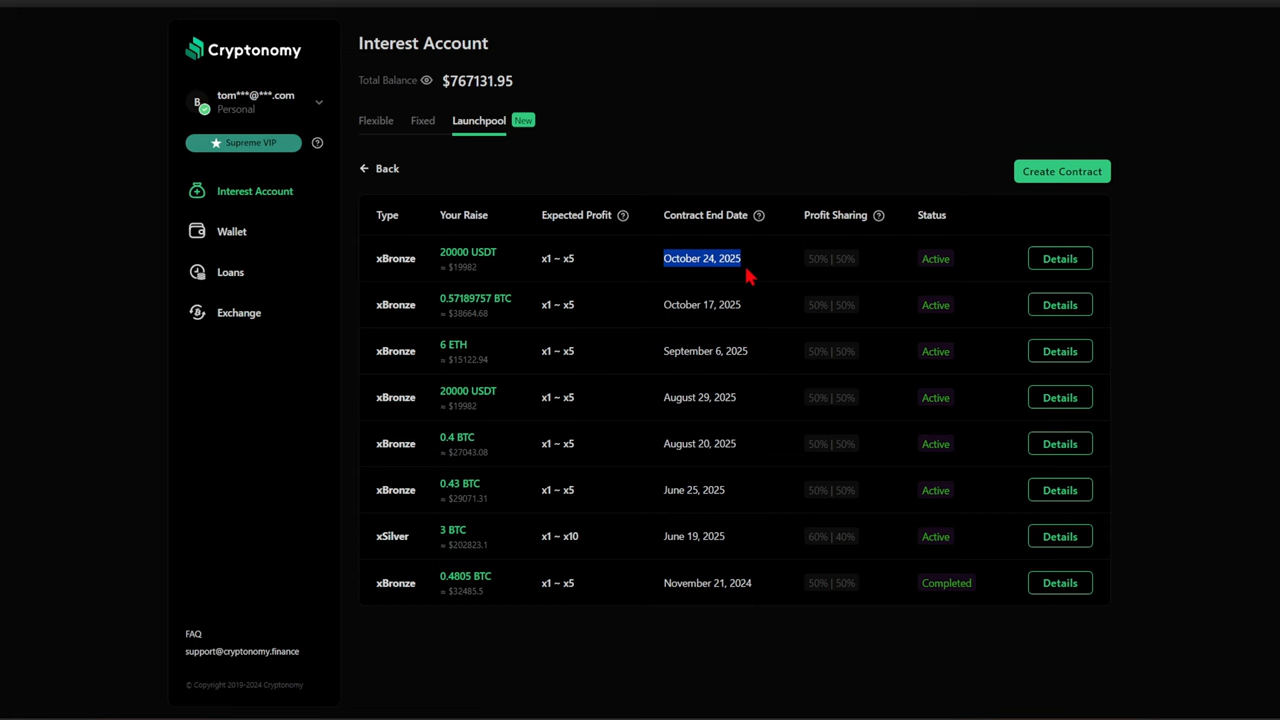 Cryptonomy
B
tom***@***.com
Personal
Supreme VIP
Interest Account
Wallet
Loans
Exchange
FAQ
support@cryptonomy.finance
© Copyright 2019-2024 Cryptonomy
Interest Account
Total Balance $767131.95
Flexible Fixed Launchpool New
Back
Create Contract
Type Your Raise Expected Profit Contract End Date Profit Sharing Status
xBronze 20000 USDT ≈ $19982 x1 ~ x5 October 24, 2025 50% | 50% Active Details
xBronze 0.57189757 BTC ≈ $38664.68 x1 ~ x5 October 17, 2025 50% | 50% Active Details
xBronze 6 ETH ≈ $15122.94 x1 ~ x5 September 6, 2025 50% | 50% Active Details
xBronze 20000 USDT ≈ $19982 x1 ~ x5 August 29, 2025 50% | 50% Active Details
xBronze 0.4 BTC ≈ $27043.08 x1 ~ x5 August 20, 2025 50% | 50% Active Details
xBronze 0.43 BTC ≈ $29071.31 x1 ~ x5 June 25, 2025 50% | 50% Active Details
xSilver 3 BTC ≈ $202823.1 x1 ~ x10 June 19, 2025 60% | 40% Active Details
xBronze 0.4805 BTC ≈ $32485.5 x1 ~ x5 November 21, 2024 50% | 50% Completed Details